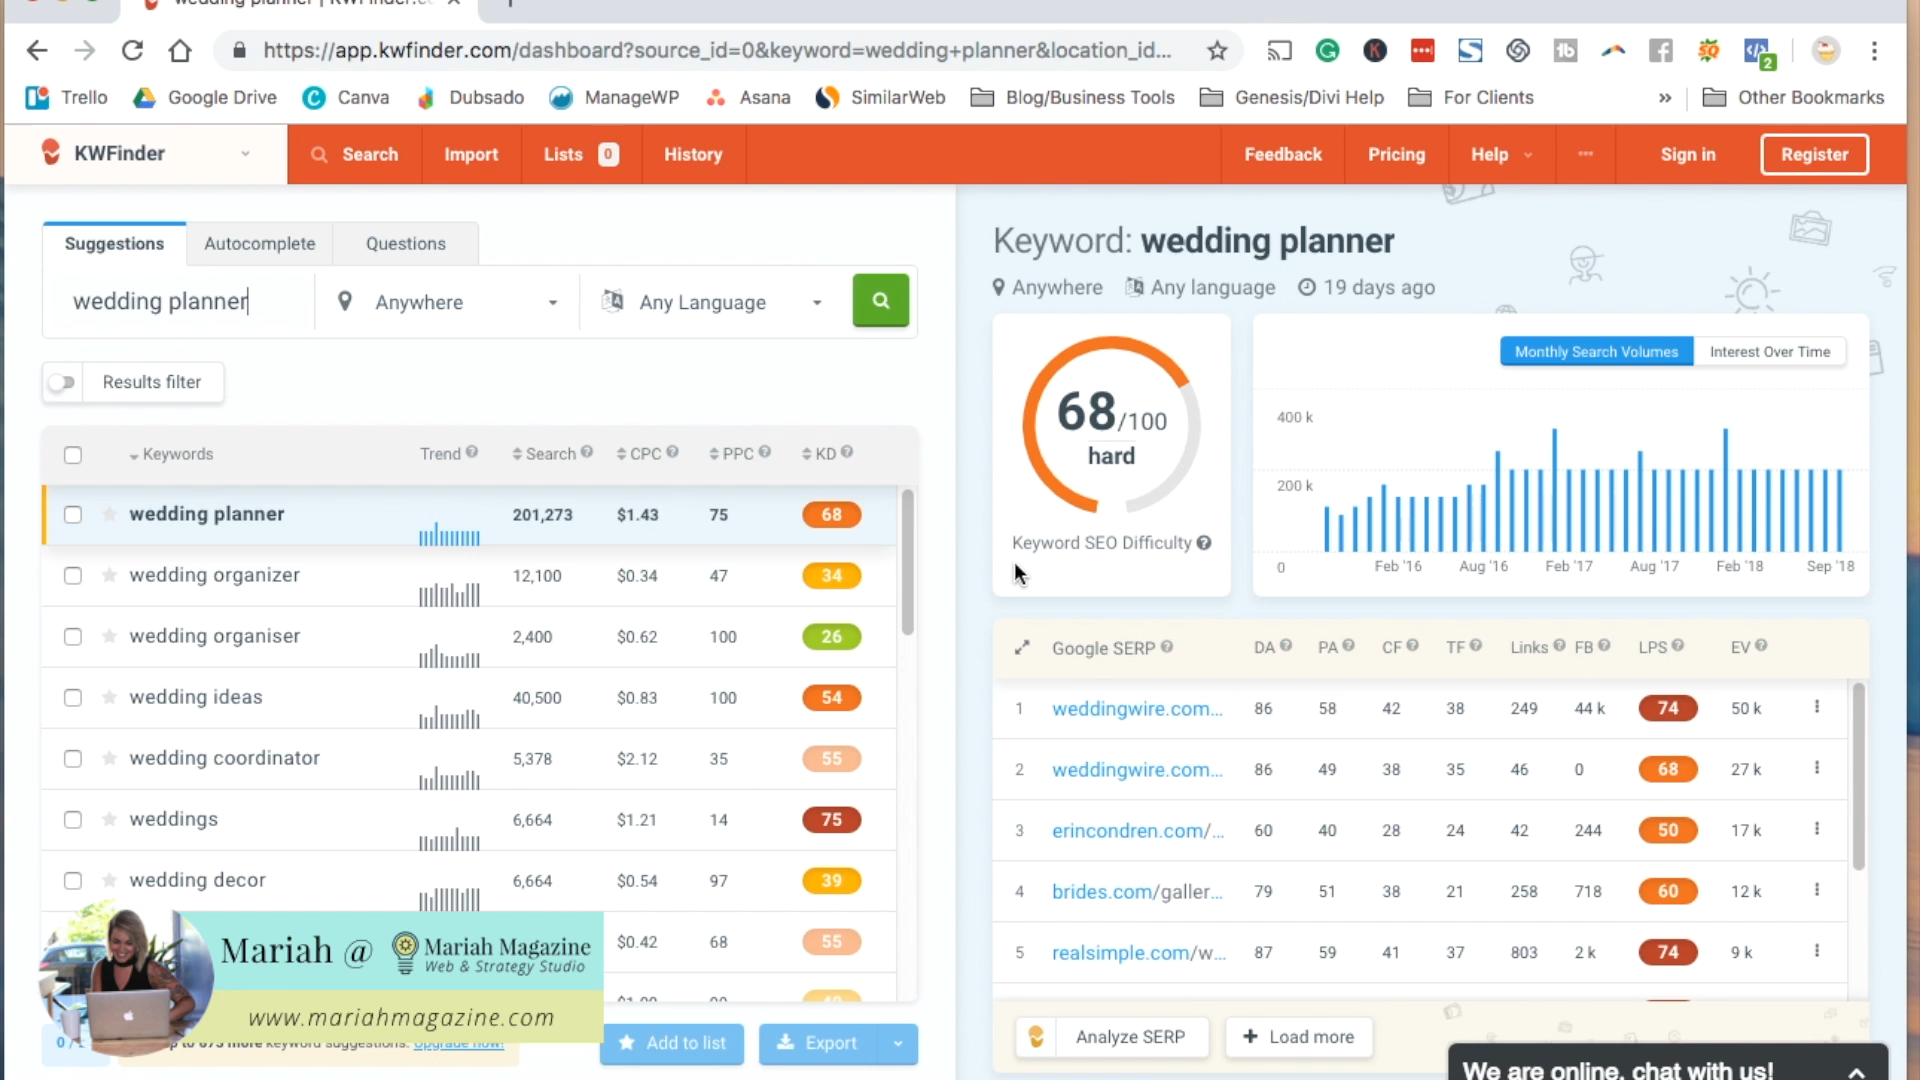 wedding planner | KWFinder.c
https://app.kwfinder.com/dashboard?source_id=0&keyword=wedding+planner&location_id...
2
Trello Google Drive Canva Dubsado ManageWP Asana SimilarWeb Blog/Business Tools Genesis/Divi Help For Clients » Other Bookmarks
KWFinder Search Import Lists 0 History Feedback Pricing Help ... Sign in Register
Suggestions Autocomplete Questions
wedding planner Anywhere Any Language
Results filter
Keywords Trend Search CPC PPC KD
wedding planner 201,273 $1.43 75 68
wedding organizer 12,100 $0.34 47 34
wedding organiser 2,400 $0.62 100 26
wedding ideas 40,500 $0.83 100 54
wedding coordinator 5,378 $2.12 35 55
weddings 6,664 $1.21 14 75
wedding decor 6,664 $0.54 97 39
$0.42 68 55
Mariah @ Mariah Magazine
Web & Strategy Studio
www.mariahmagazine.com
more keyword suggestions. Upgrade now!
Add to list Export
Keyword: wedding planner
Anywhere Any language 19 days ago
68/100
hard
Keyword SEO Difficulty
Monthly Search Volumes Interest Over Time
400 k
200 k
0
Feb '16 Aug '16 Feb '17 Aug '17 Feb '18 Sep '18
Google SERP DA PA CF TF Links FB LPS EV
1 weddingwire.com... 86 58 42 38 249 44 k 74 50 k
2 weddingwire.com... 86 49 38 35 46 0 68 27 k
3 erincondren.com/... 60 40 28 24 42 244 50 17 k
4 brides.com/galler... 79 51 38 21 258 718 60 12 k
5 realsimple.com/w... 87 59 41 37 803 2 k 74 9 k
Analyze SERP + Load more
We are online, chat with us!